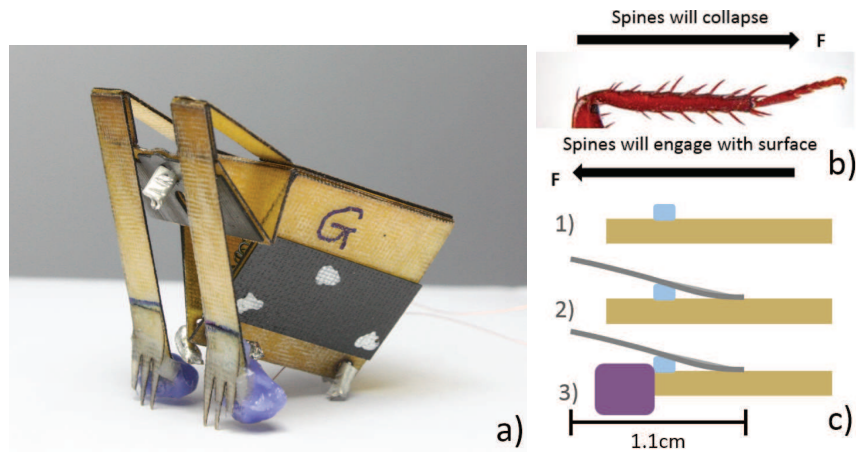 Spines will collapse
F
Spines will engage with surface
F
b)
G
a)
1)
2)
3)
c)
1.1cm